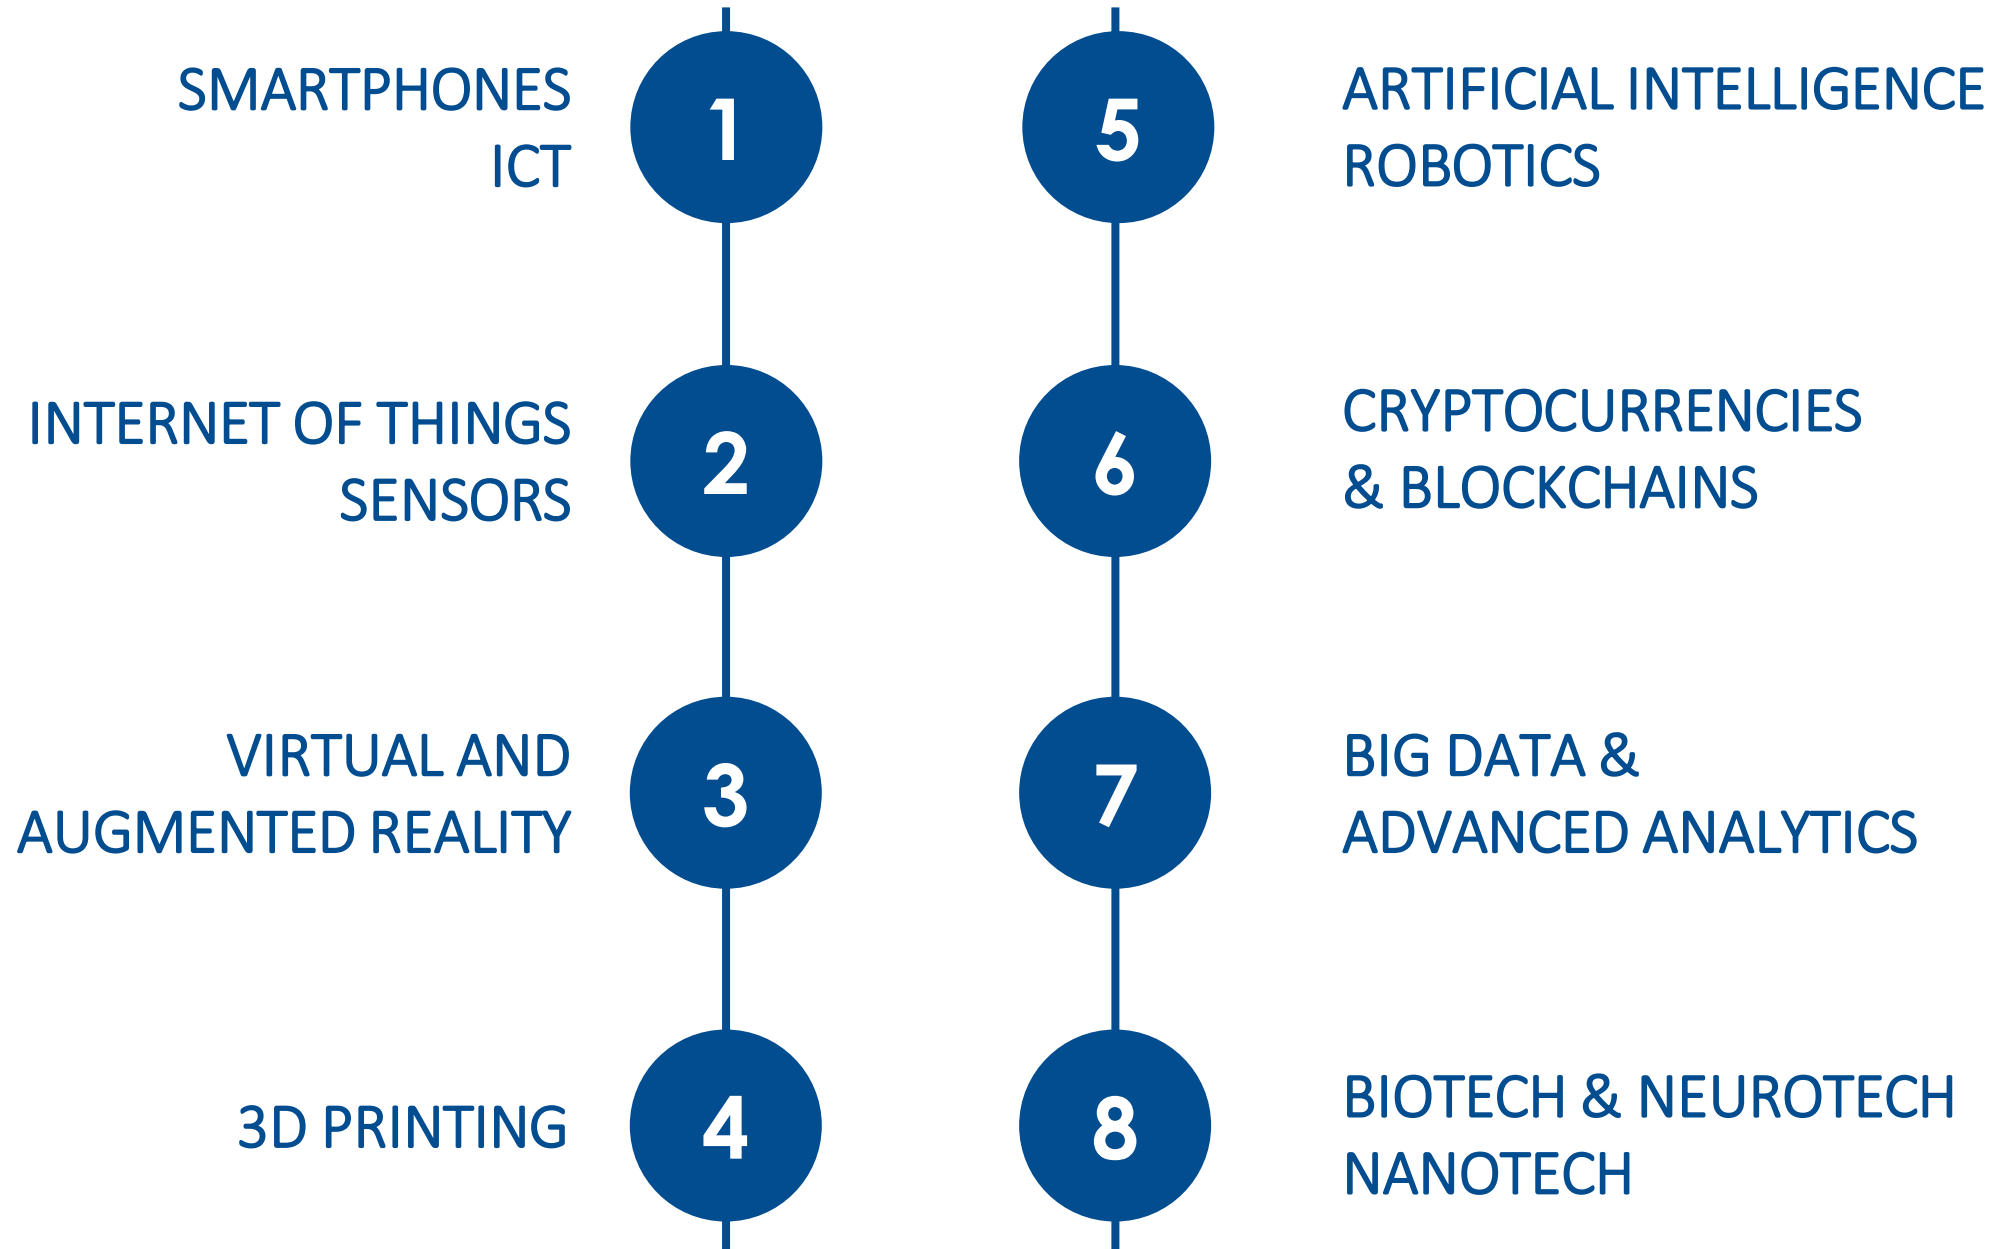 SMARTPHONES
ICT
1
INTERNET OF THINGS
SENSORS
2
VIRTUAL AND
AUGMENTED REALITY
3
3D PRINTING
4
5
ARTIFICIAL INTELLIGENCE
ROBOTICS
6
CRYPTOCURRENCIES
& BLOCKCHAINS
7
BIG DATA &
ADVANCED ANALYTICS
8
BIOTECH & NEUROTECH
NANOTECH